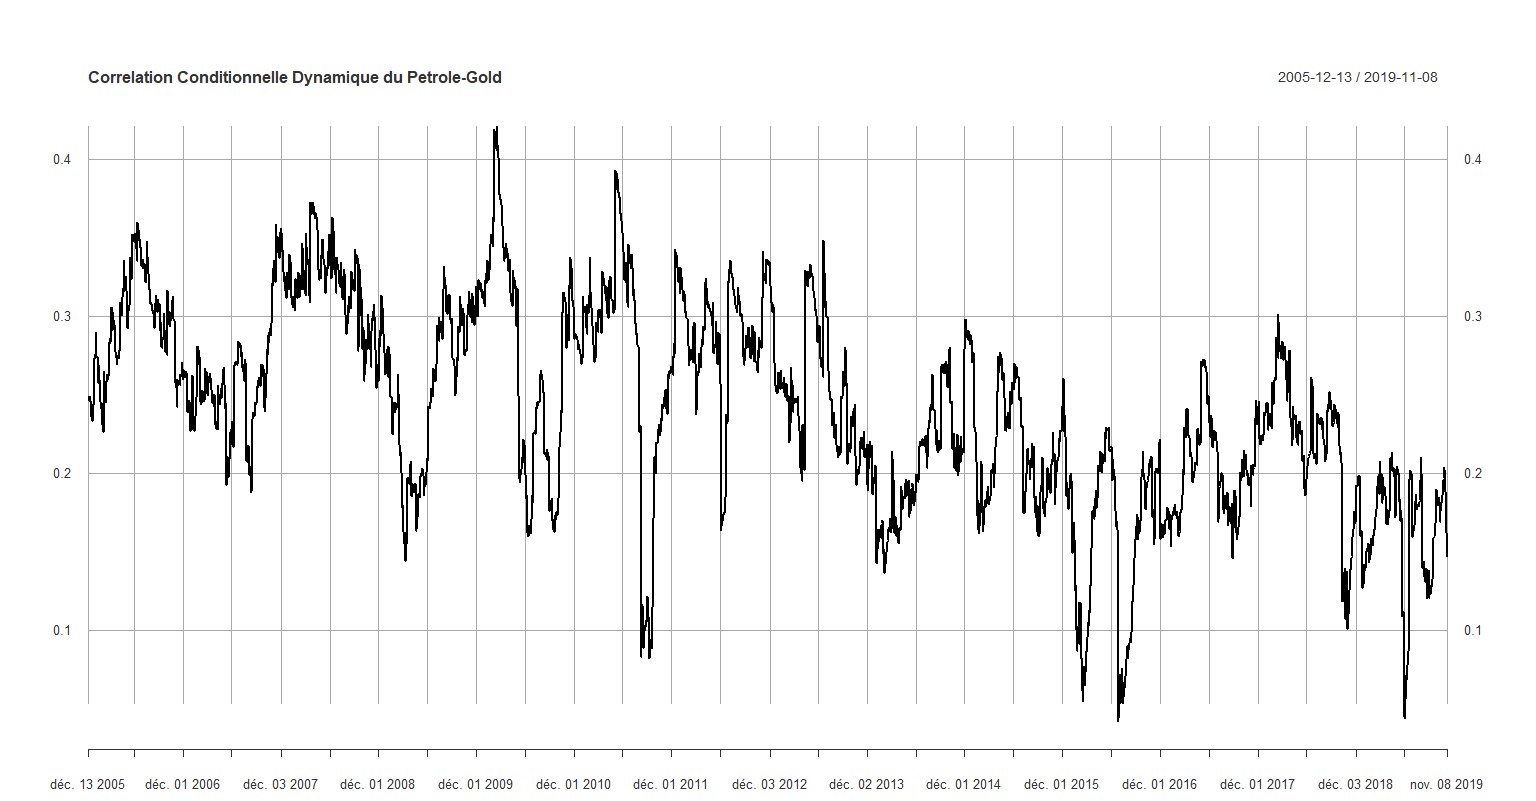 Correlation Conditionnelle Dynamique du Petrole-Gold 2005-12-13 / 2019-11-08
0.4 0.4
0.3 0.3
0.2 0.2
0.1 0.1
déc. 13 2005 déc. 01 2006 déc. 03 2007 déc. 01 2008 déc. 01 2009 déc. 01 2010 déc. 01 2011 déc. 03 2012 déc. 02 2013 déc. 01 2014 déc. 01 2015 déc. 01 2016 déc. 01 2017 déc. 03 2018 nov. 08 2019